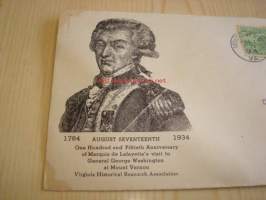 1784 AUGUST SEVENTEENTH 1934
One Hundred and Fiftieth Anniversary
of Marquis de Lafayette's visit to
General George Washington
at Mount Vernon
Virginia Historical Research Association